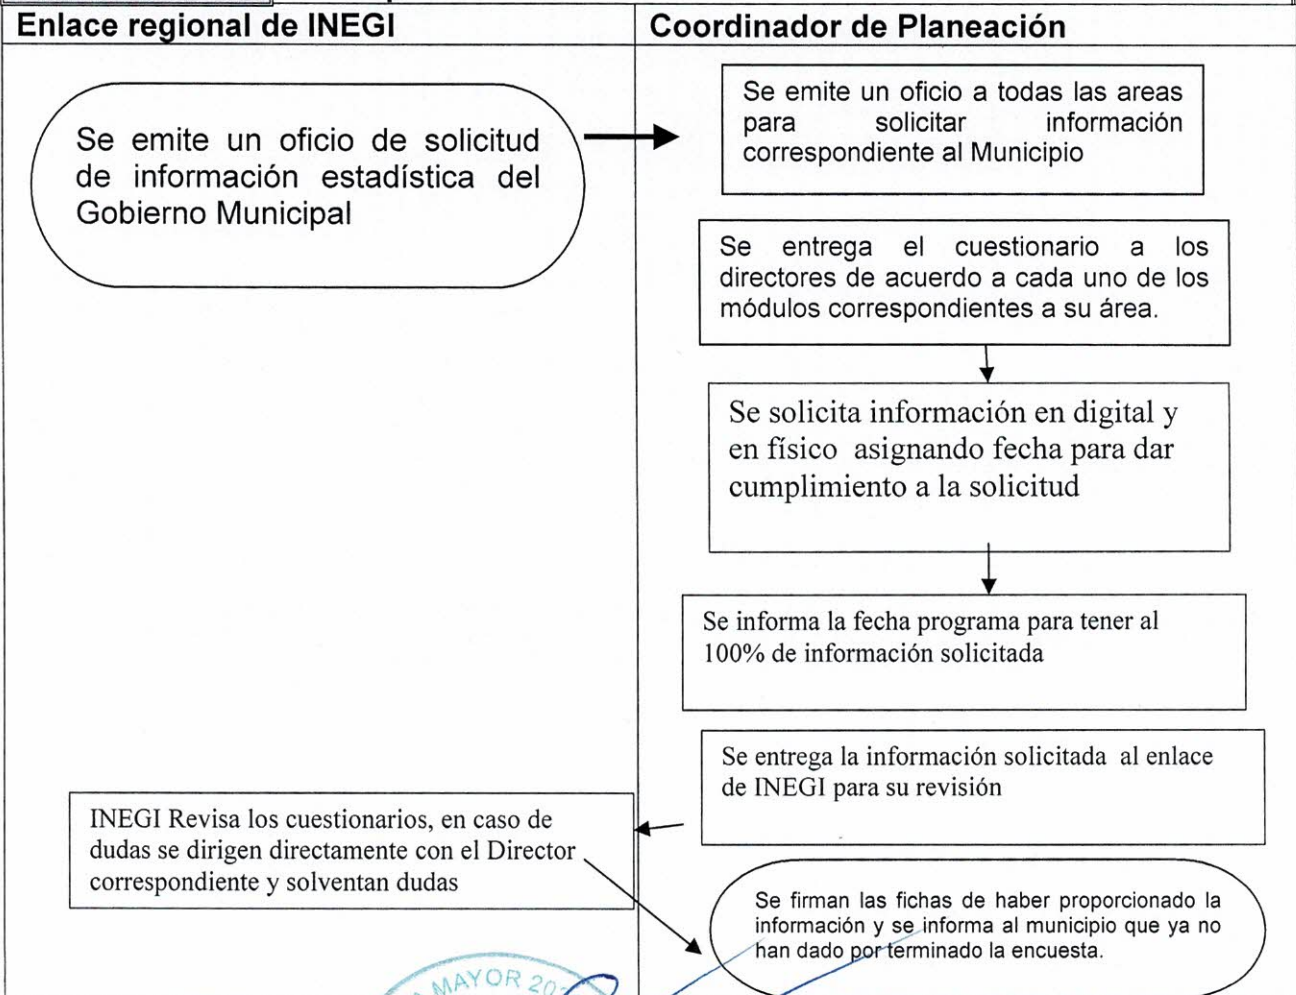 Enlace regional de INEGI
Coordinador de Planeación
Se emite un oficio de solicitud
de información estadística del
Gobierno Municipal
Se emite un oficio a todas las areas
para solicitar información
correspondiente al Municipio
Se entrega el cuestionario a los
directores de acuerdo a cada uno de los
módulos correspondientes a su área.
Se solicita información en digital y
en físico asignando fecha para dar
cumplimiento a la solicitud
Se informa la fecha programa para tener al
100% de información solicitada
Se entrega la información solicitada al enlace
de INEGI para su revisión
INEGI Revisa los cuestionarios, en caso de
dudas se dirigen directamente con el Director
correspondiente y solventan dudas
Se firman las fichas de haber proporcionado la
información y se informa al municipio que ya no
han dado por terminado la encuesta.
MAYOR